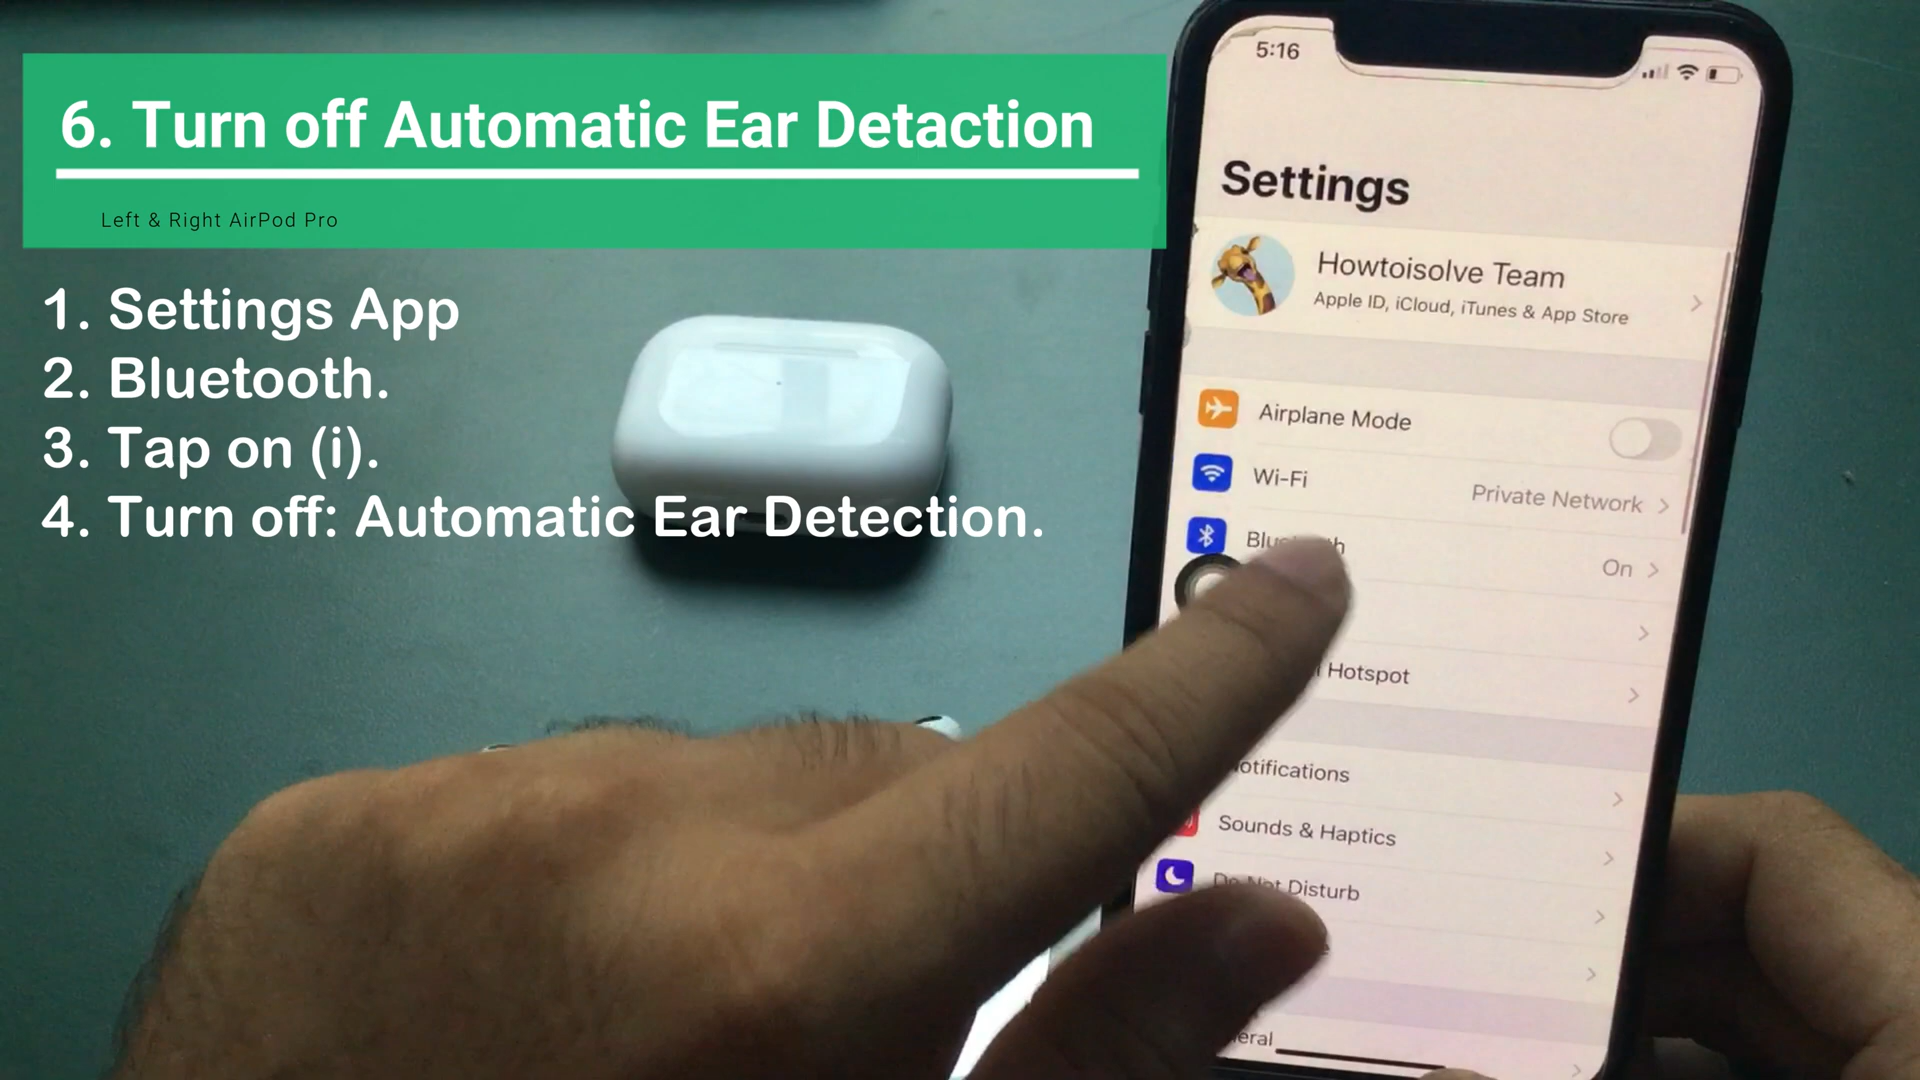 6. Turn off Automatic Ear Detaction
Left & Right AirPod Pro
1. Settings App
2. Bluetooth.
3. Tap on (i).
4. Turn off: Automatic Ear Detection.
5:16
Settings
Howtoisolve Team
Apple ID, iCloud, iTunes & App Store
Airplane Mode
Wi-Fi
Private Network
On
Hotspot
Sounds & Haptics
Do Not Disturb